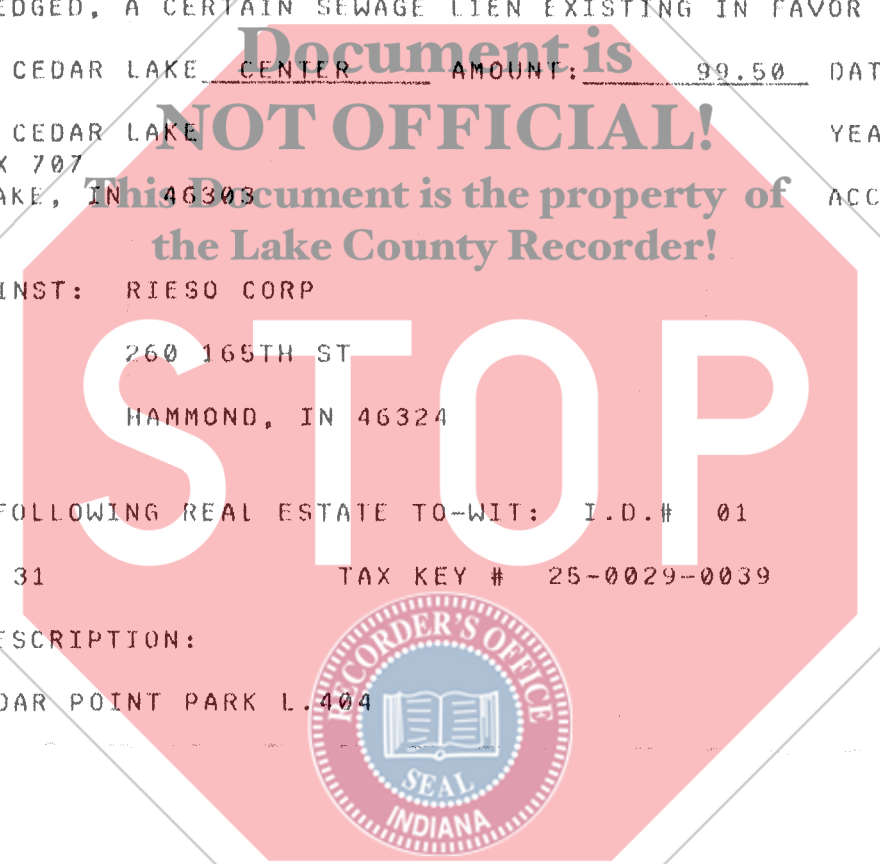 EDGED, A CERTAIN SEWAGE LIEN EXISTING IN FAVOR
Document is
CEDAR LAKE CENTER AMOUNT: 99.50 DAT
NOT OFFICIAL!
CEDAR LAKE YEA
X 707
This Document is the property of
AKE, IN 46303 ACC
the Lake County Recorder!
INST: RIESO CORP
STOP
260 165TH ST
HAMMOND, IN 46324
FOLLOWING REAL ESTATE TO-WIT: I.D.# 01
31 TAX KEY # 25-0029-0039
ESCRIPTION:
DAR POINT PARK L.404
RECORDER'S OFFICE
SEAL
INDIANA